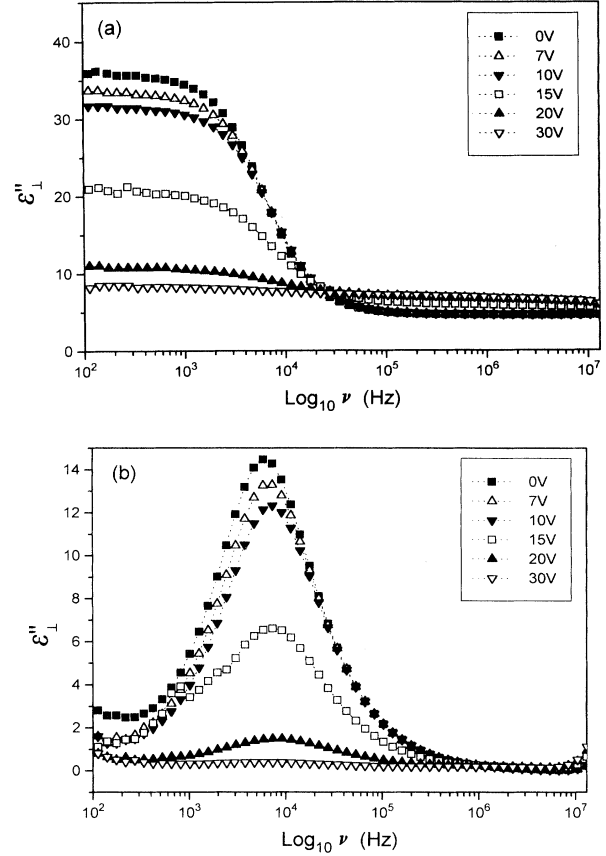 (a)
0V
7V
10V
15V
20V
30V
40
30
20
10
0
ε''⊥
10² 10³ 10⁴ 10⁵ 10⁶ 10⁷
Log₁₀ ν (Hz)
(b)
0V
7V
10V
15V
20V
30V
14
12
10
8
6
4
2
0
ε''⊥
10² 10³ 10⁴ 10⁵ 10⁶ 10⁷
Log₁₀ ν (Hz)